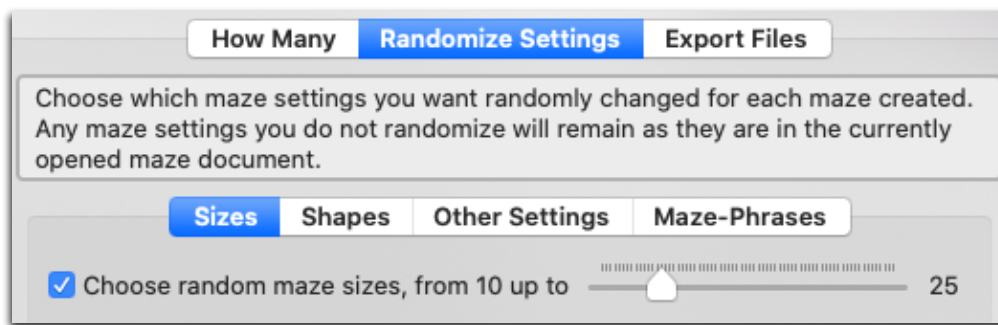 How Many Randomize Settings Export Files
Choose which maze settings you want randomly changed for each maze created.
Any maze settings you do not randomize will remain as they are in the currently
opened maze document.
Sizes Shapes Other Settings Maze-Phrases
Choose random maze sizes, from 10 up to 25